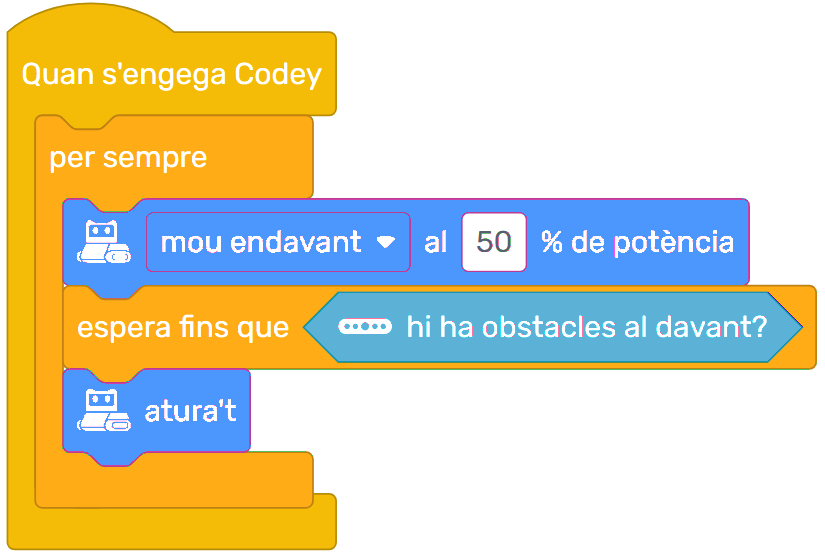 Quan s'engega Codey
per sempre
mou endavant al 50 % de potència
espera fins que hi ha obstacles al davant?
atura't